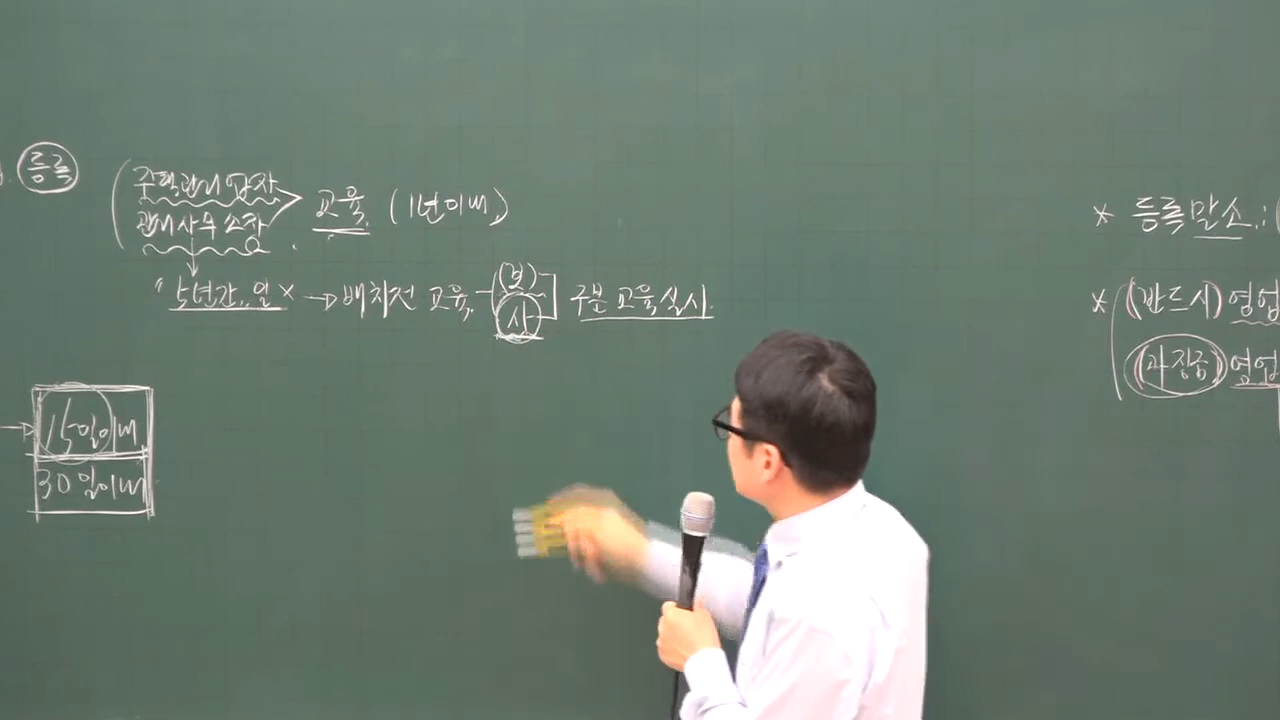 등록
주택관리업자
관리사무소장
교육 (1년이내)
"5년간.. 일 × → 배치전 교육. (보) 사 구분 교육실시.
15일이내
30일이내
* 등록말소.: (
* (반드시) 영업
(과징금) 영업